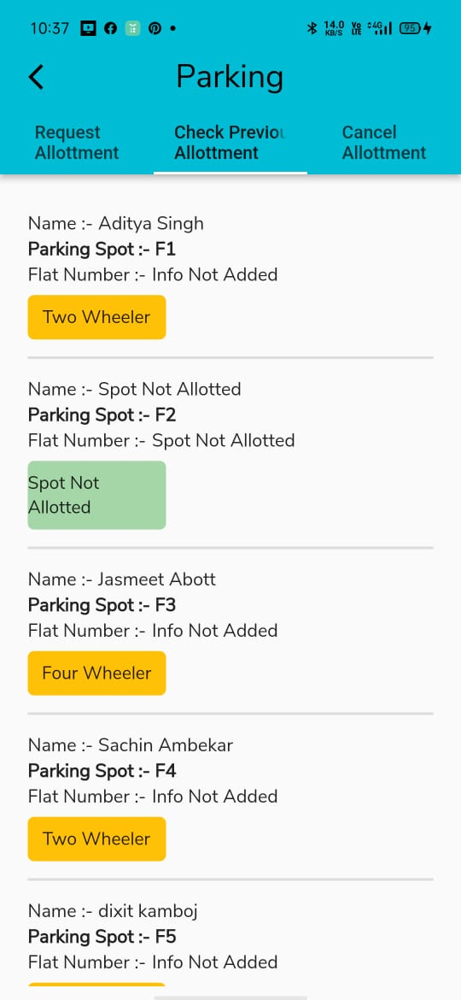 10:37 14.0 KB/S Vo LTE 4G 95
Parking
Request Allottment
Check Previou Allottment
Cancel Allottment
Name :- Aditya Singh
Parking Spot :- F1
Flat Number :- Info Not Added
Two Wheeler
Name :- Spot Not Allotted
Parking Spot :- F2
Flat Number :- Spot Not Allotted
Spot Not
Allotted
Name :- Jasmeet Abott
Parking Spot :- F3
Flat Number :- Info Not Added
Four Wheeler
Name :- Sachin Ambekar
Parking Spot :- F4
Flat Number :- Info Not Added
Two Wheeler
Name :- dixit kamboj
Parking Spot :- F5
Flat Number :- Info Not Added